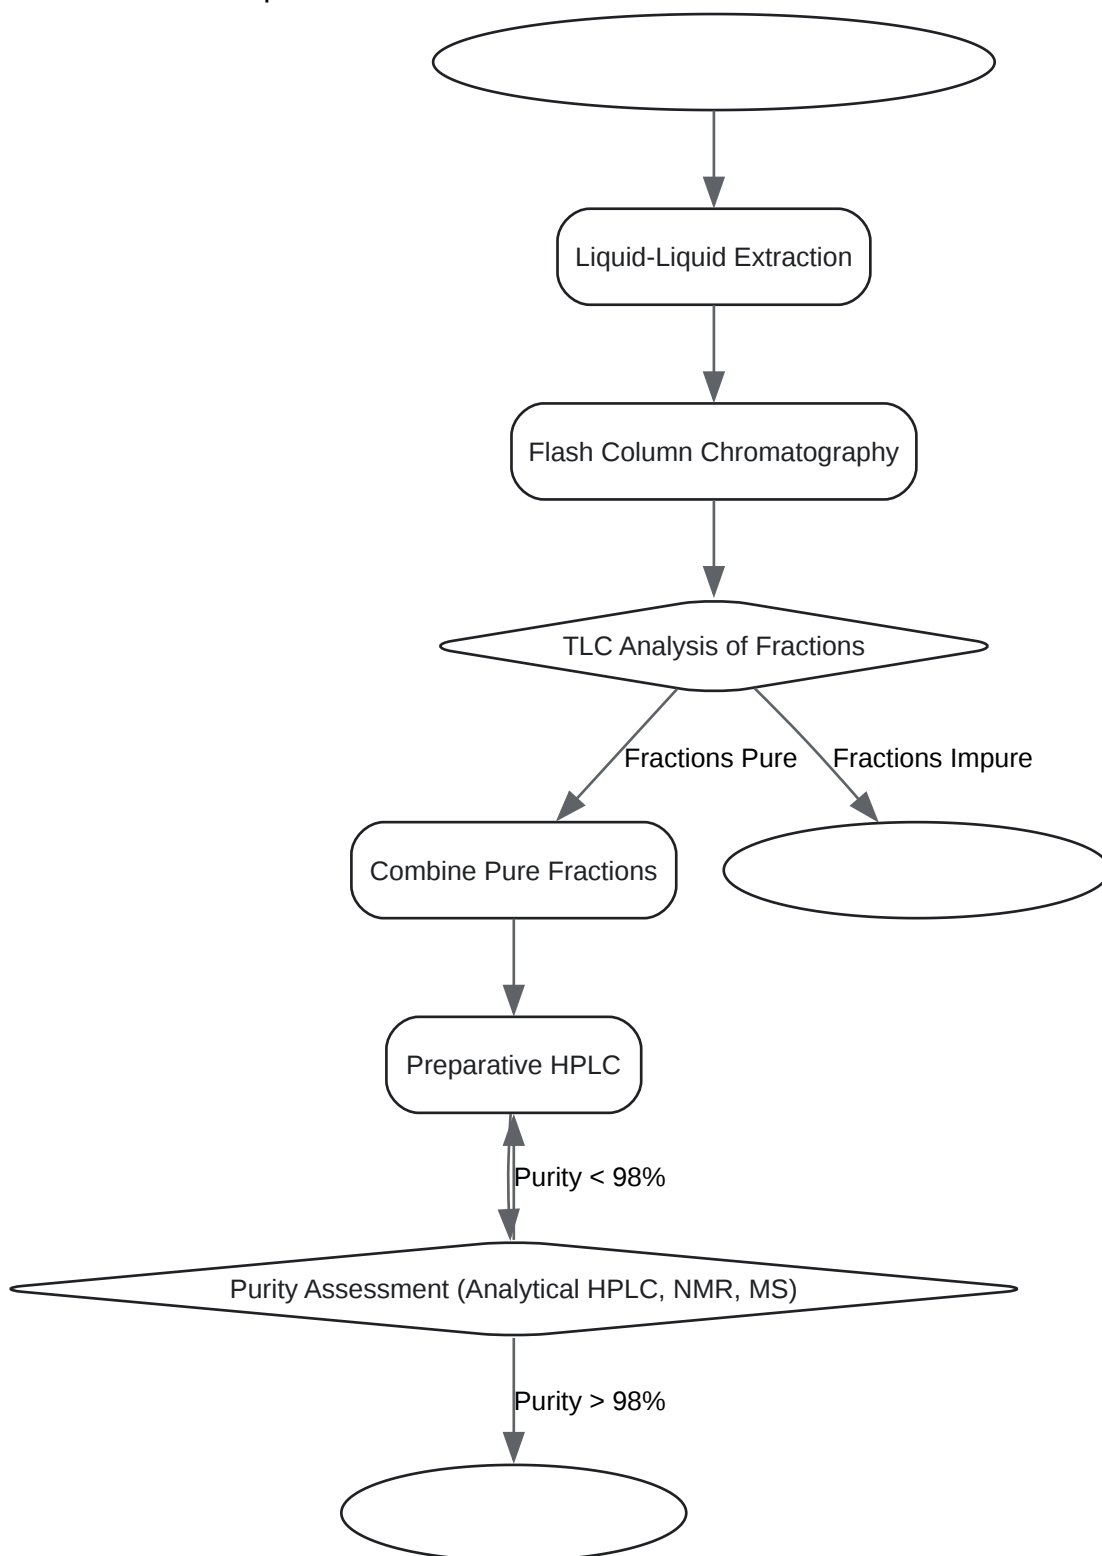 Liquid-Liquid Extraction
Flash Column Chromatography
TLC Analysis of Fractions
Fractions Pure
Fractions Impure
Combine Pure Fractions
Preparative HPLC
Purity < 98%
Purity Assessment (Analytical HPLC, NMR, MS)
Purity > 98%